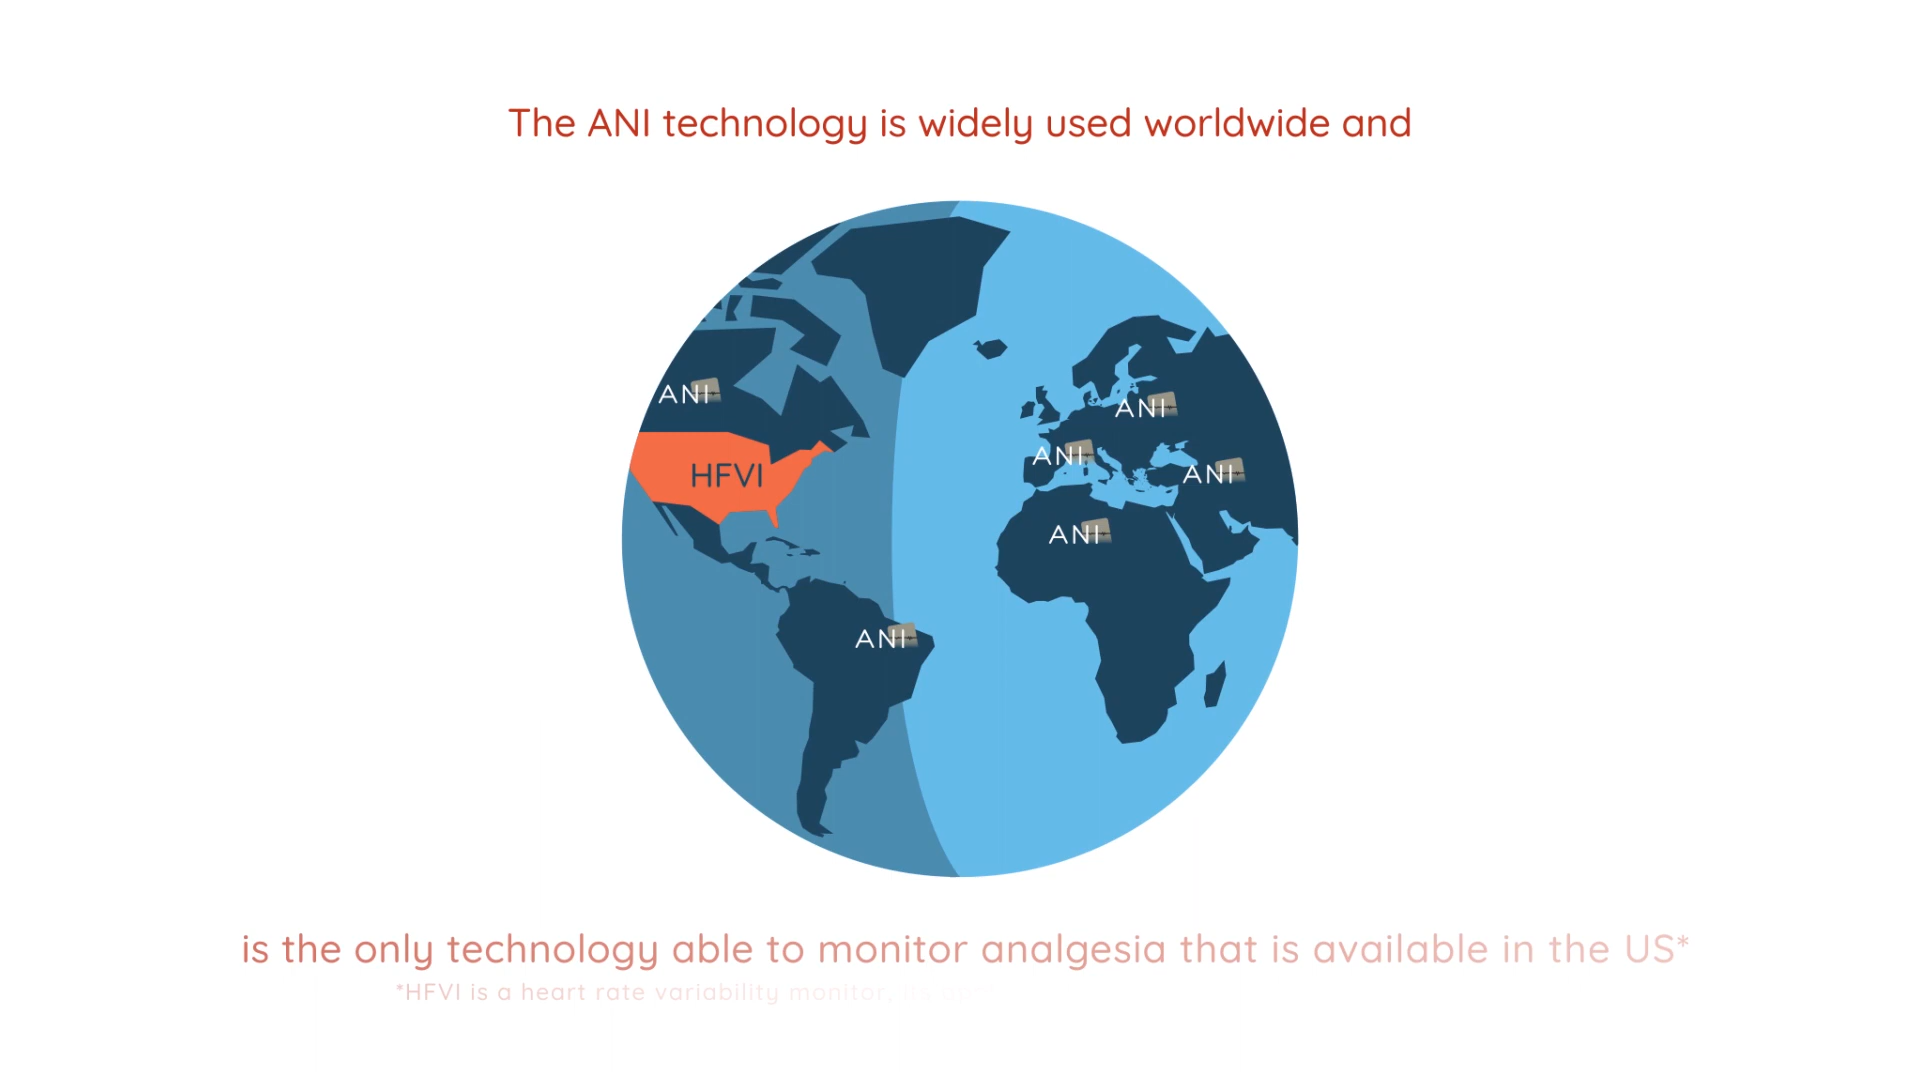 The ANI technology is widely used worldwide and
ANI
ANI
ANI
HFVI
ANI
ANI
ANI
is the only technology able to monitor analgesia that is available in the US*
*HFVI is a heart rate variability monitor,